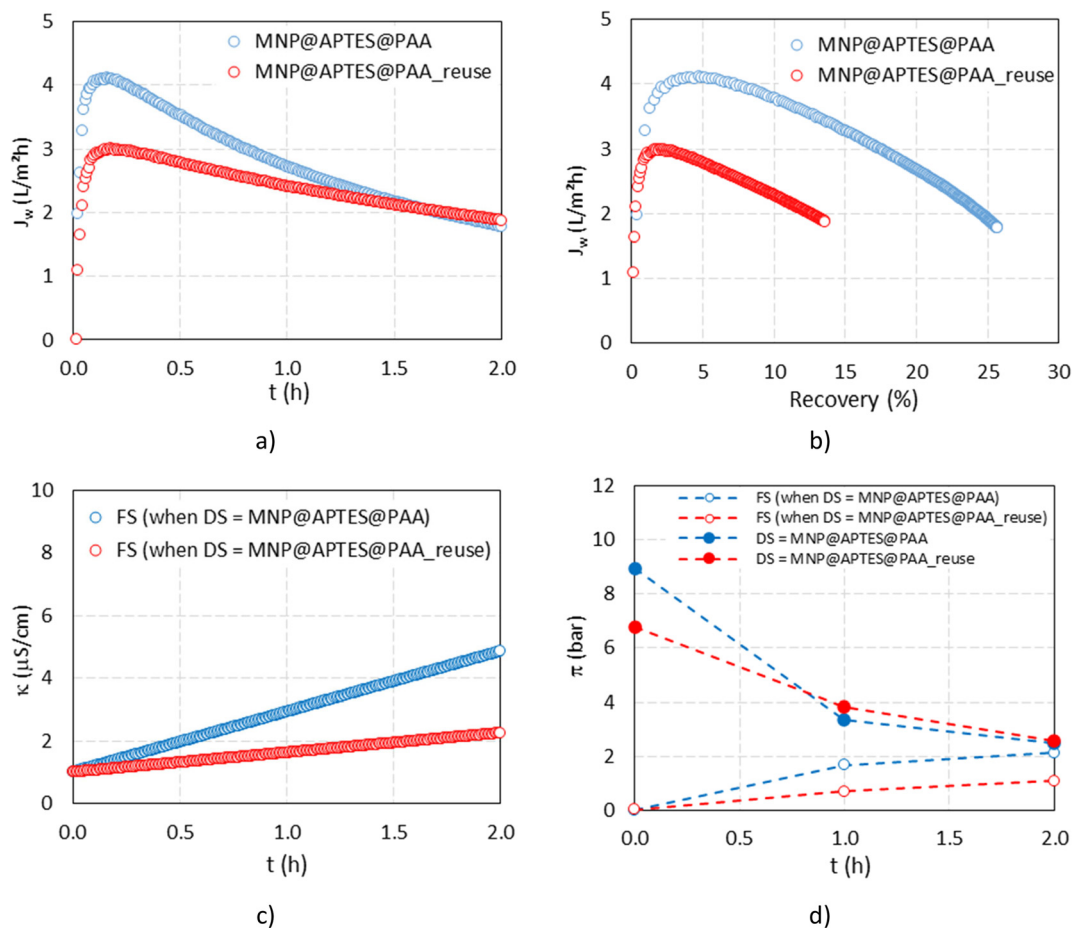 5
4
3
2
1
0
J_w (L/m²h)
MNP@APTES@PAA
MNP@APTES@PAA_reuse
0.0 0.5 1.0 1.5 2.0
t (h)
a)
5
4
3
2
1
0
J_w (L/m²h)
MNP@APTES@PAA
MNP@APTES@PAA_reuse
0 5 10 15 20 25 30
Recovery (%)
b)
10
8
6
4
2
0
κ (μS/cm)
FS (when DS = MNP@APTES@PAA)
FS (when DS = MNP@APTES@PAA_reuse)
0.0 0.5 1.0 1.5 2.0
t (h)
c)
12
10
8
6
4
2
0
π (bar)
FS (when DS = MNP@APTES@PAA)
FS (when DS = MNP@APTES@PAA_reuse)
DS = MNP@APTES@PAA
DS = MNP@APTES@PAA_reuse
0.0 0.5 1.0 1.5 2.0
t (h)
d)